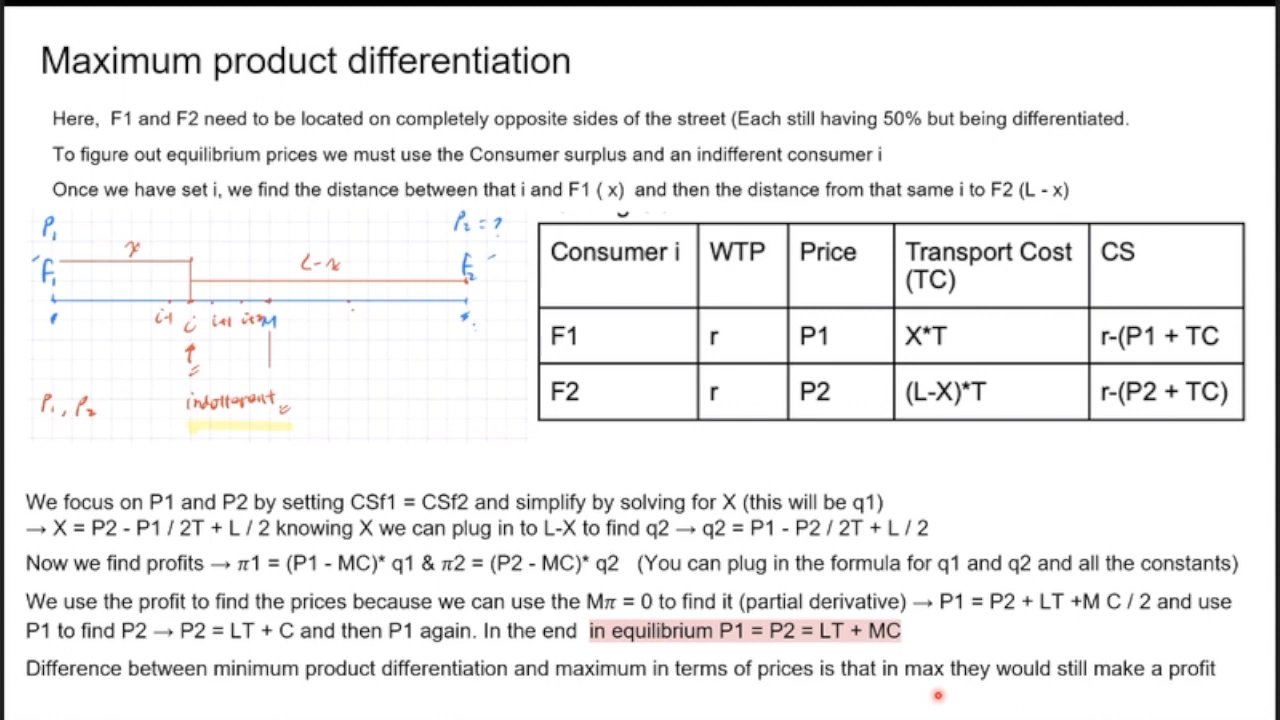 Maximum product differentiation
Here, F1 and F2 need to be located on completely opposite sides of the street (Each still having 50% but being differentiated.
To figure out equilibrium prices we must use the Consumer surplus and an indifferent consumer i
Once we have set i, we find the distance between that i and F1 ( x) and then the distance from that same i to F2 (L - x)
P1 P2 = ?
x
L-x
F1 F2
i-1 i i+1 i+2 M
indifferent
P1, P2
Consumer i WTP Price Transport Cost (TC) CS
F1 r P1 X*T r-(P1 + TC
F2 r P2 (L-X)*T r-(P2 + TC)
We focus on P1 and P2 by setting CSf1 = CSf2 and simplify by solving for X (this will be q1)
→ X = P2 - P1 / 2T + L / 2 knowing X we can plug in to L-X to find q2 → q2 = P1 - P2 / 2T + L / 2
Now we find profits → π1 = (P1 - MC)* q1 & π2 = (P2 - MC)* q2 (You can plug in the formula for q1 and q2 and all the constants)
We use the profit to find the prices because we can use the Mπ = 0 to find it (partial derivative) → P1 = P2 + LT +M C / 2 and use
P1 to find P2 → P2 = LT + C and then P1 again. In the end in equilibrium P1 = P2 = LT + MC
Difference between minimum product differentiation and maximum in terms of prices is that in max they would still make a profit